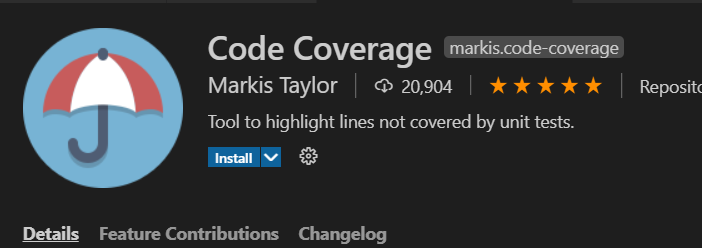 Code Coverage markis.code-coverage
Markis Taylor 20,904
Tool to highlight lines not covered by unit tests.
Install
Details Feature Contributions Changelog